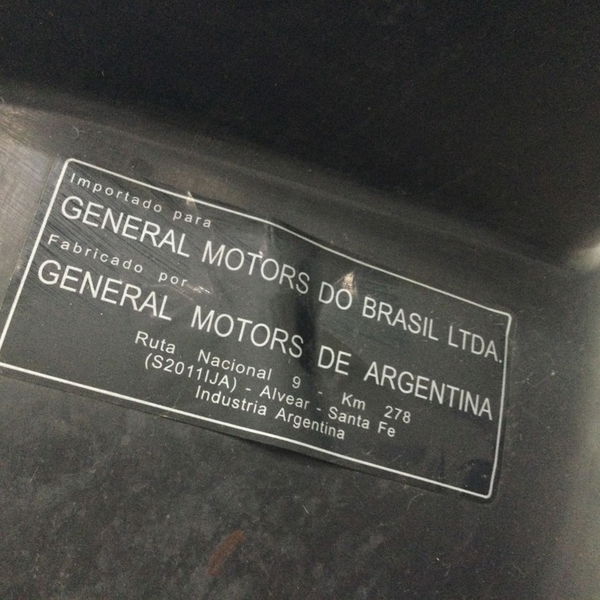 Importado para
GENERAL MOTORS DO BRASIL LTDA.
Fabricado por
GENERAL MOTORS DE ARGENTINA
Ruta Nacional 9 - Km 278
(S2011IJA) - Alvear - Santa Fe
Industria Argentina